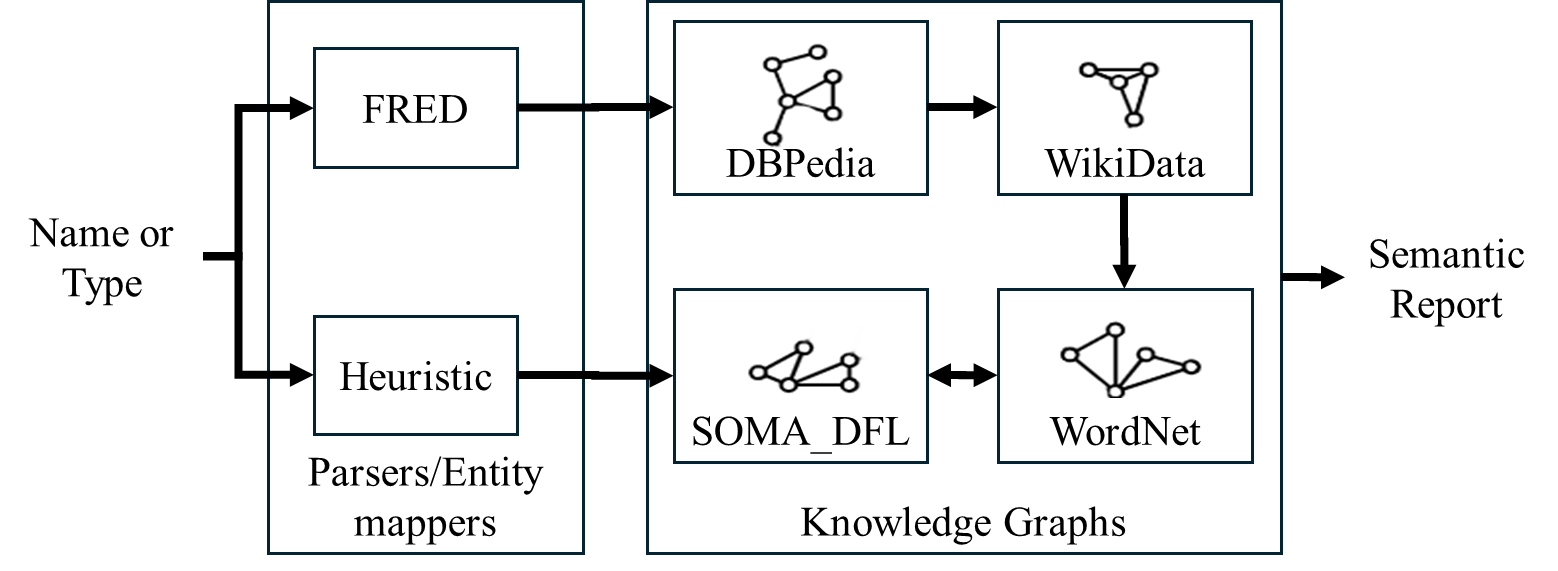 Name or
Type
FRED
Heuristic
Parsers/Entity
mappers
DBPedia
WikiData
SOMA_DFL
WordNet
Knowledge Graphs
Semantic
Report